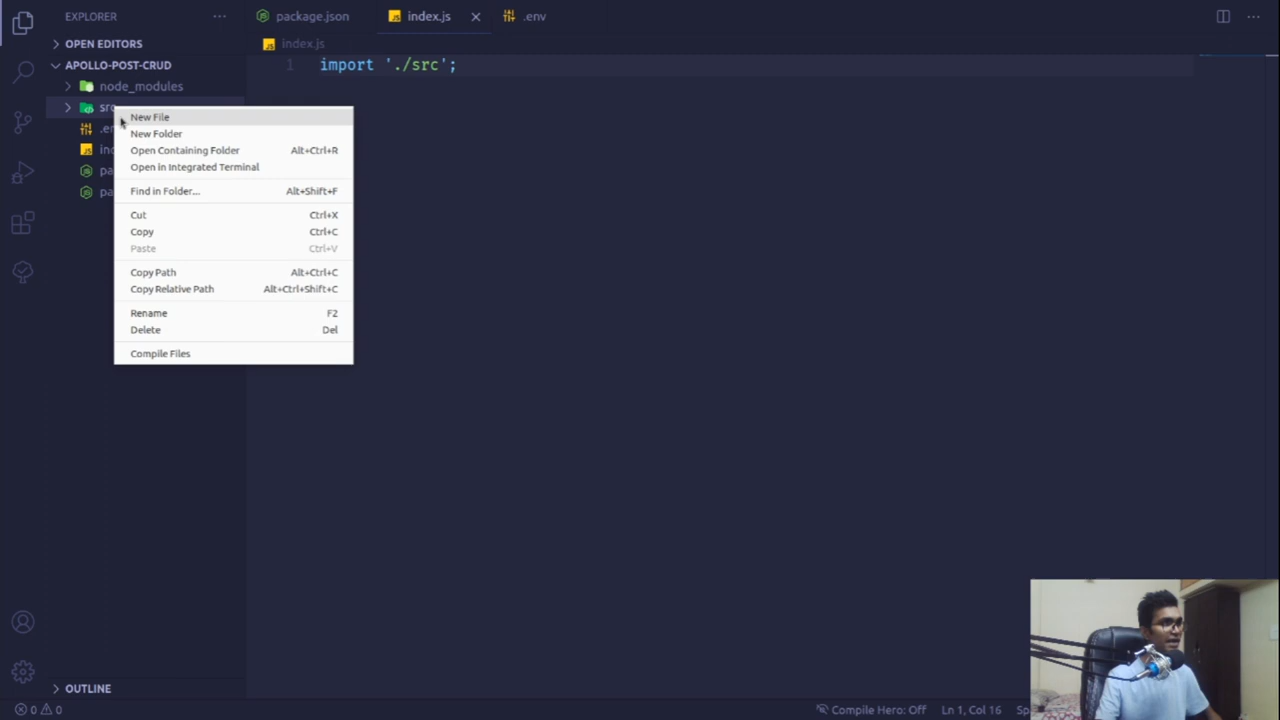 EXPLORER
package.json
index.js
.env
OPEN EDITORS
index.js
APOLLO-POST-CRUD
1 import './src';
node_modules
src
New File
New Folder
Open Containing Folder Alt+Ctrl+R
Open in Integrated Terminal
Find in Folder... Alt+Shift+F
Cut Ctrl+X
Copy Ctrl+C
Paste Ctrl+V
Copy Path Alt+Ctrl+C
Copy Relative Path Alt+Ctrl+Shift+C
Rename F2
Delete Del
Compile Files
OUTLINE
0 0
Compile Hero: Off
Ln 1, Col 16